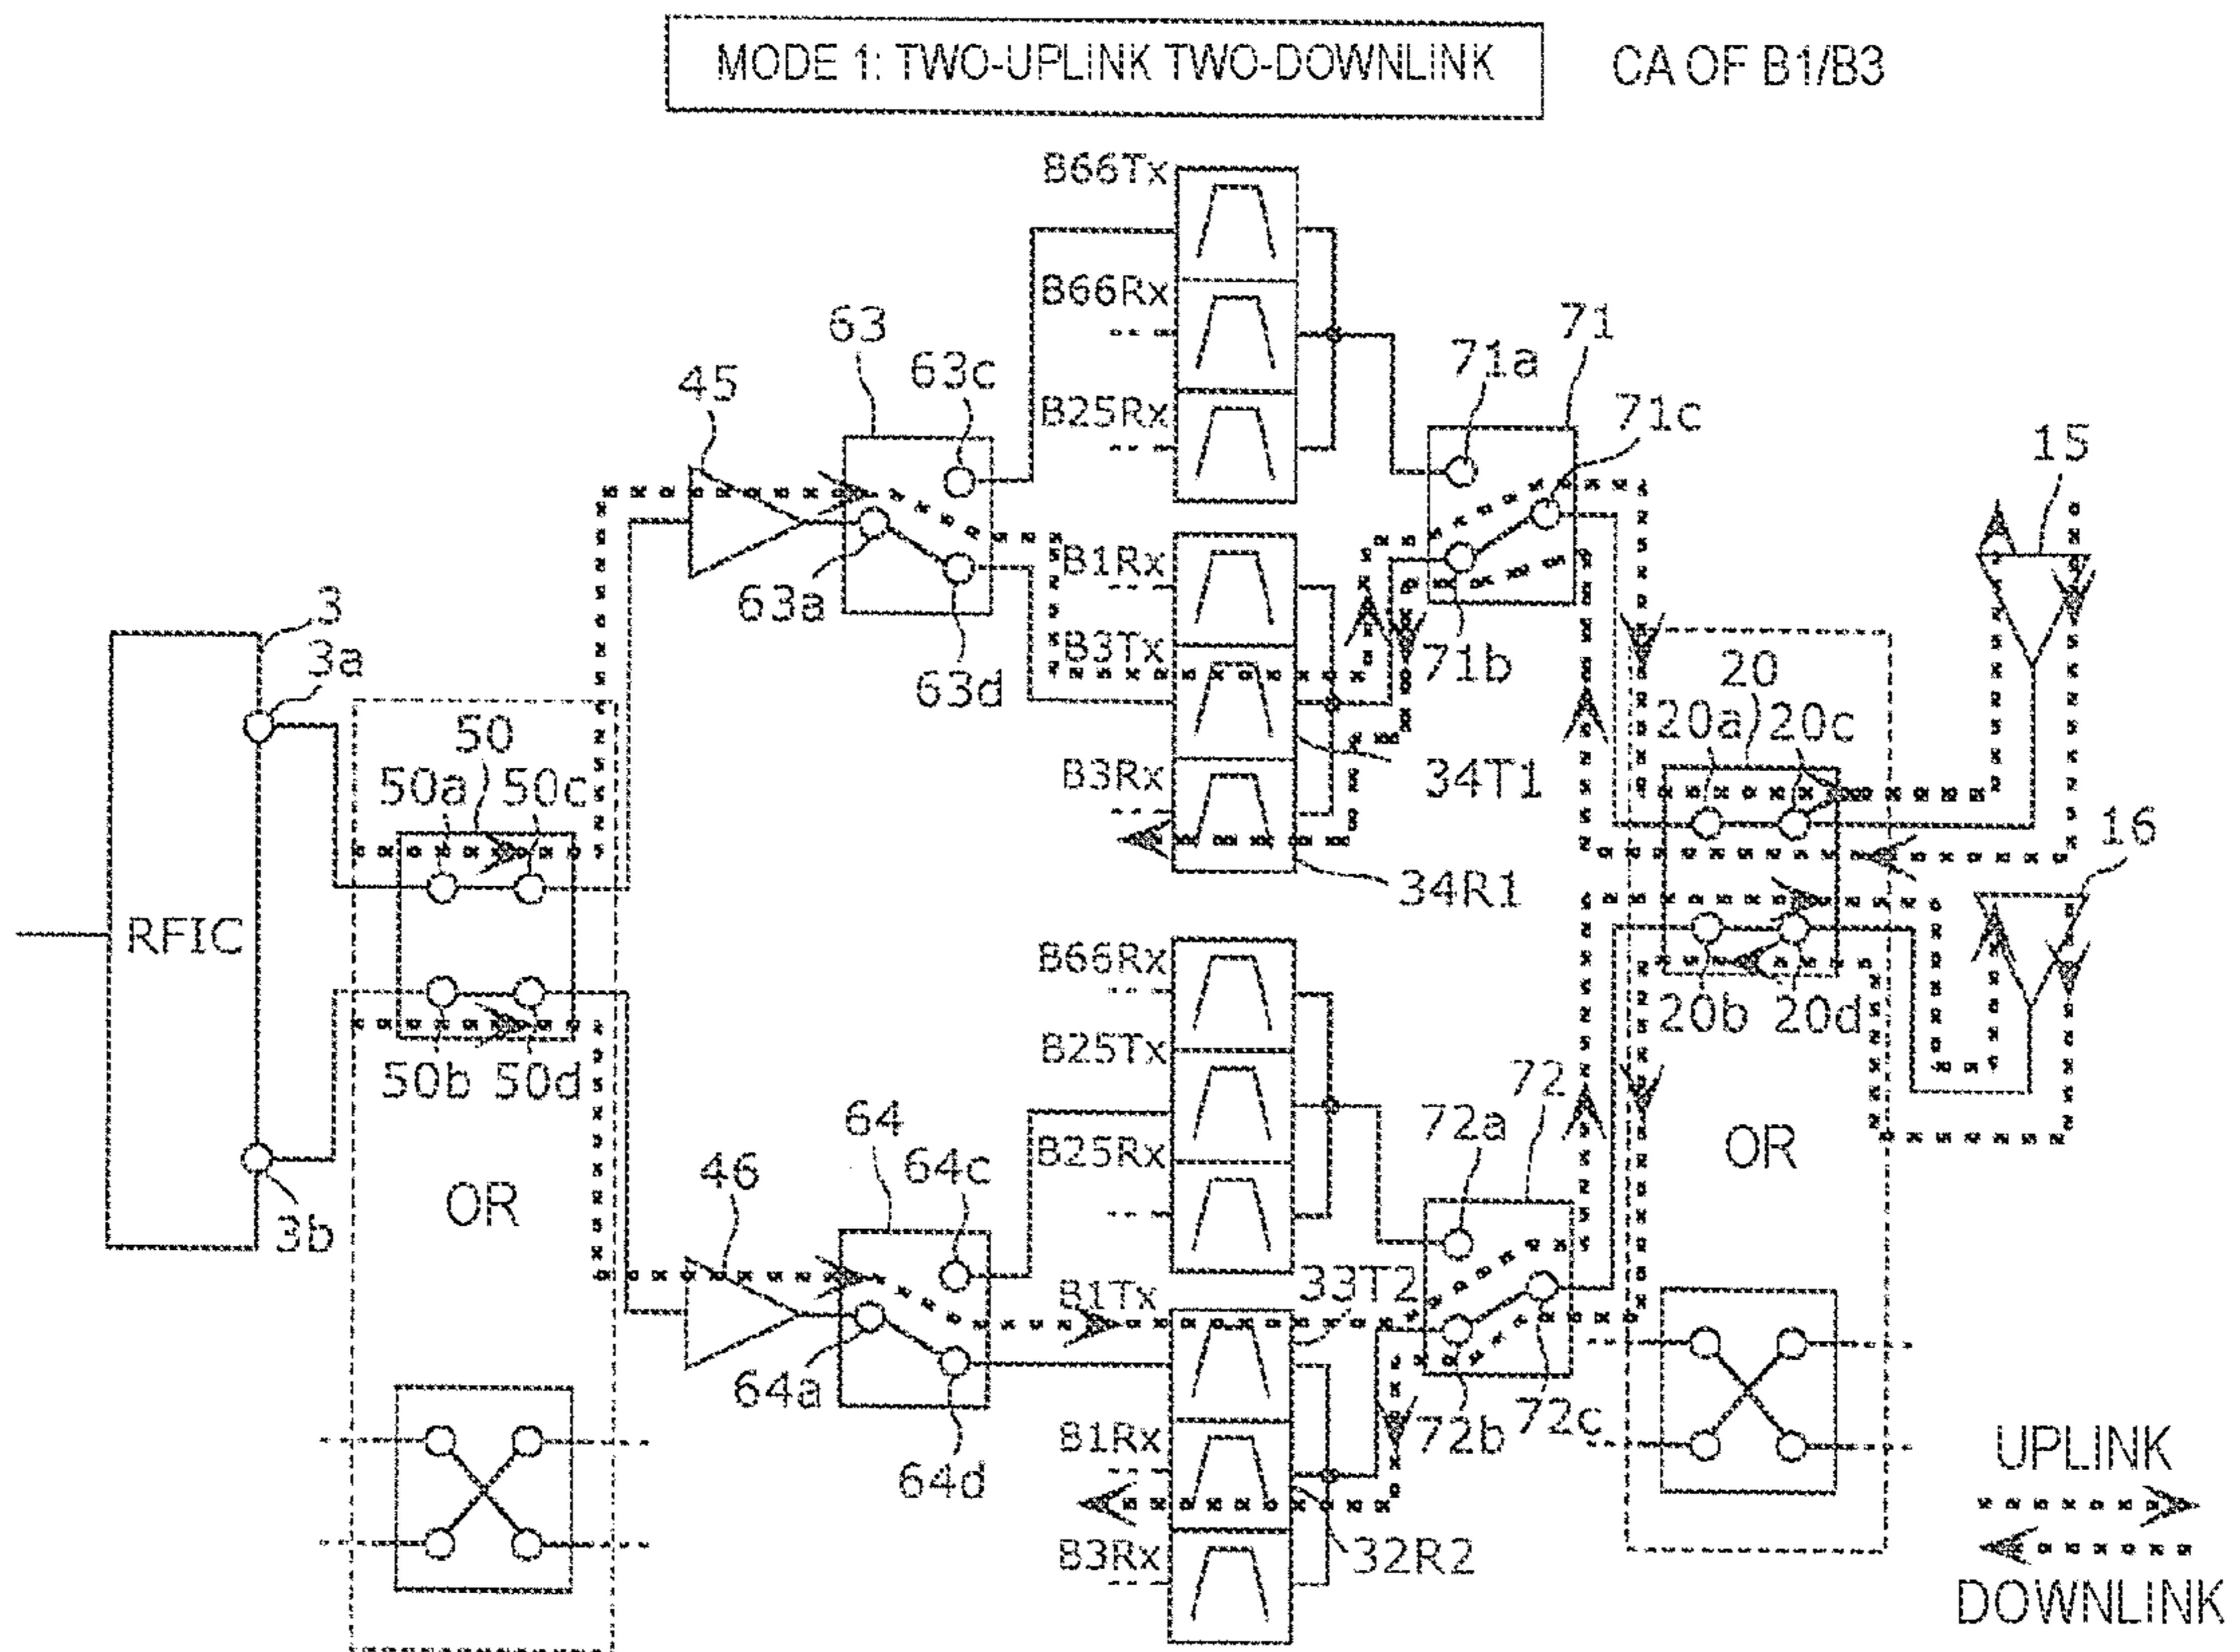 MODE 1: TWO-UPLINK TWO-DOWNLINK
CA OF B1/B3
B66Tx
B66Rx
B25Rx
63
63c
45
71
71a
71c
15
63a
63d
B1Rx
B3Tx
B3Rx
71b
34T1
34R1
3
3a
RFIC
3b
50
50a
50c
50b
50d
OR
20
20a
20c
20b
20d
16
OR
B66Rx
B25Tx
B25Rx
64
64c
46
72
72a
64a
64d
B1Tx
33T2
B1Rx
B3Rx
72b
72c
32R2
UPLINK
DOWNLINK